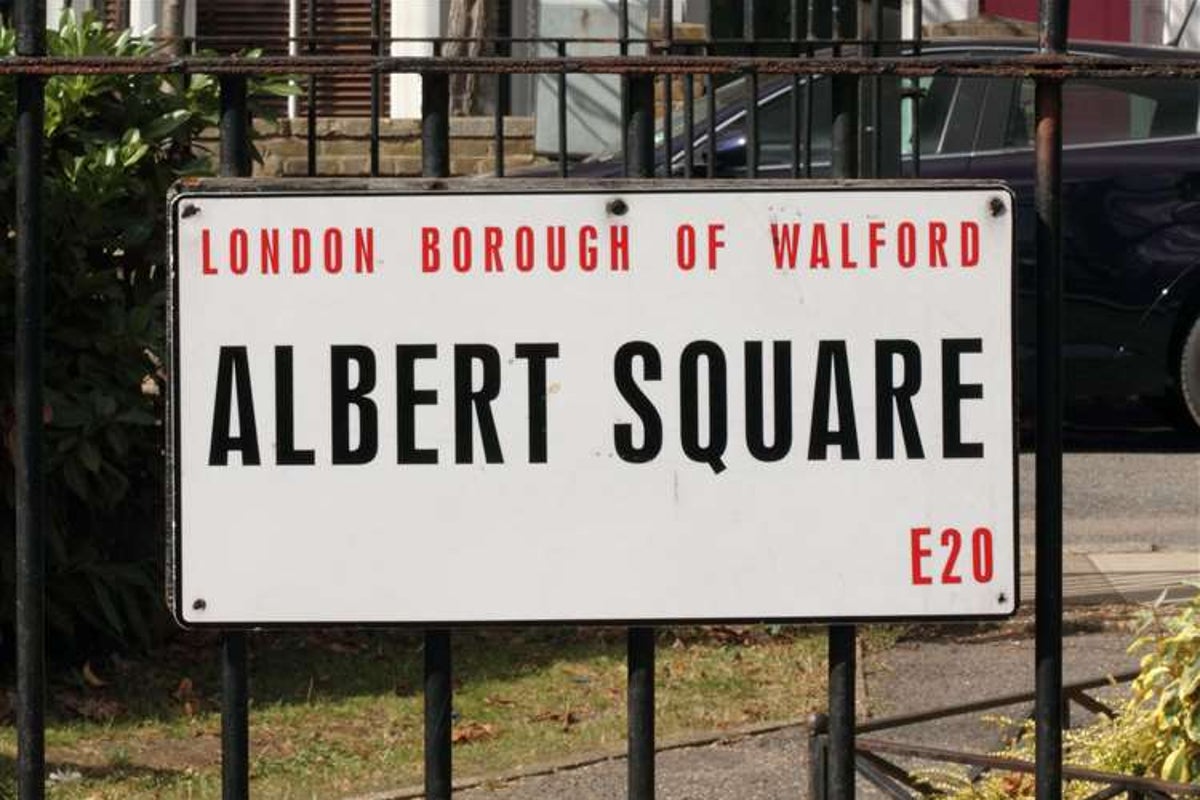 LONDON BOROUGH OF WALFORD
ALBERT SQUARE
E20